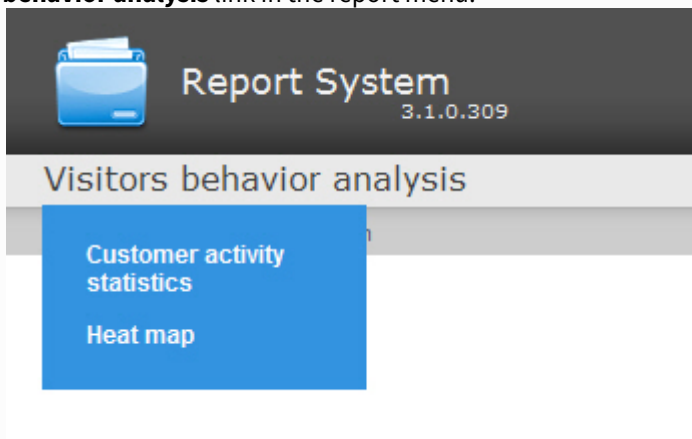 behavior analysis link in the report menu.
Report System
3.1.0.309
Visitors behavior analysis
Customer activity
statistics
Heat map